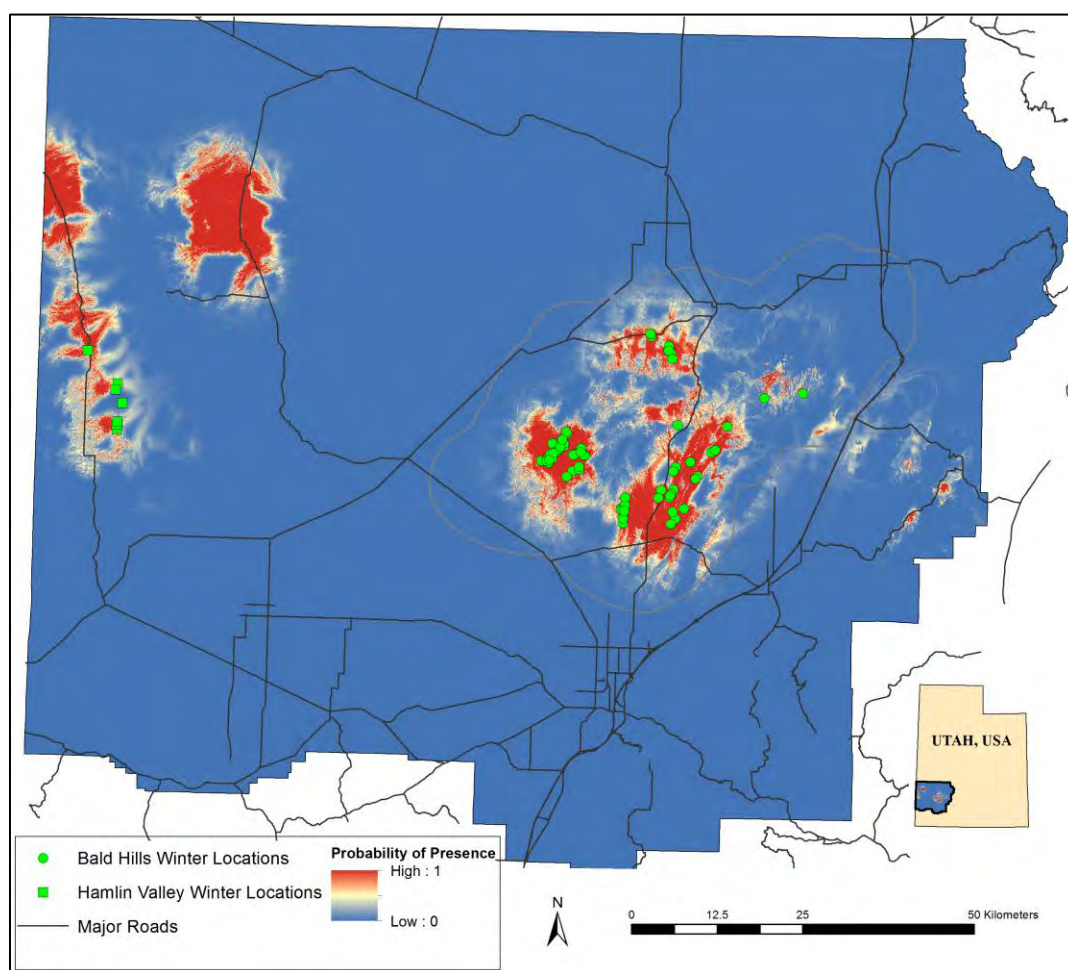 UTAH, USA
Bald Hills Winter Locations
Hamlin Valley Winter Locations
Major Roads
Probability of Presence
High : 1
Low : 0
N
0 12.5 25 50 Kilometers